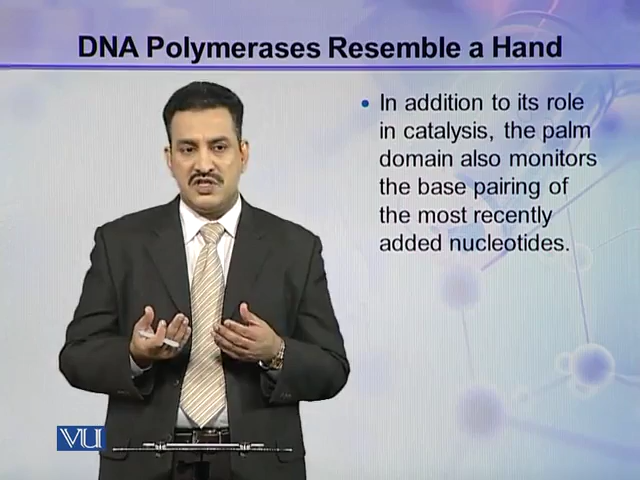 DNA Polymerases Resemble a Hand
• In addition to its role
in catalysis, the palm
domain also monitors
the base pairing of
the most recently
added nucleotides.
VU